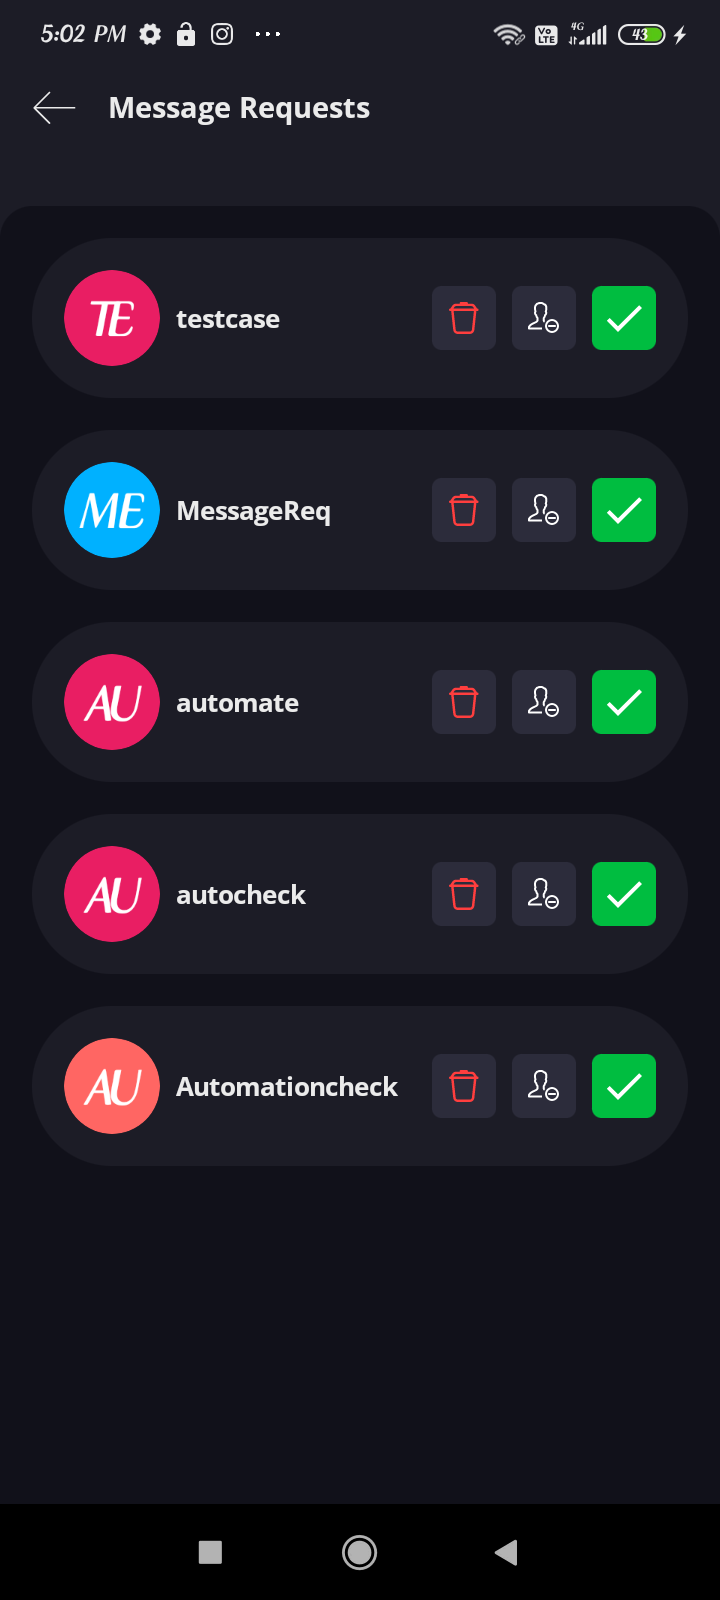 5:02 PM
Vo LTE
4G
43
Message Requests
TE testcase
ME MessageReq
AU automate
AU autocheck
AU Automationcheck